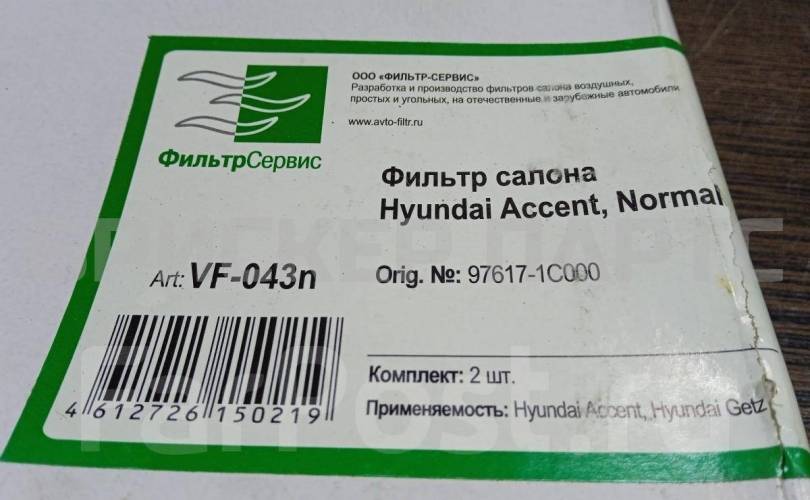 ООО «ФИЛЬТР-СЕРВИС»
Разработка и производство фильтров салона воздушных,
простых и угольных, на отечественные и зарубежные автомобили
www.avto-filtr.ru
ФильтрСервис
Фильтр салона
Hyundai Accent, Normal
Art: VF-043n
Orig. №: 97617-1C000
Комплект: 2 шт.
Применяемость: Hyundai Accent, Hyundai Getz
4 612726 150219
FarPost.ru